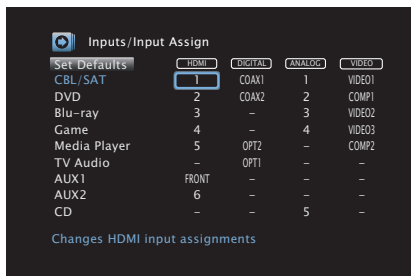 Inputs/Input Assign
Set Defaults HDMI DIGITAL ANALOG VIDEO
CBL/SAT 1 COAX1 1 VIDEO1
DVD 2 COAX2 2 COMP1
Blu-ray 3 – 3 VIDEO2
Game 4 – 4 VIDEO3
Media Player 5 OPT2 – COMP2
TV Audio – OPT1 – –
AUX1 FRONT – – –
AUX2 6 – – –
CD – – 5 –
Changes HDMI input assignments